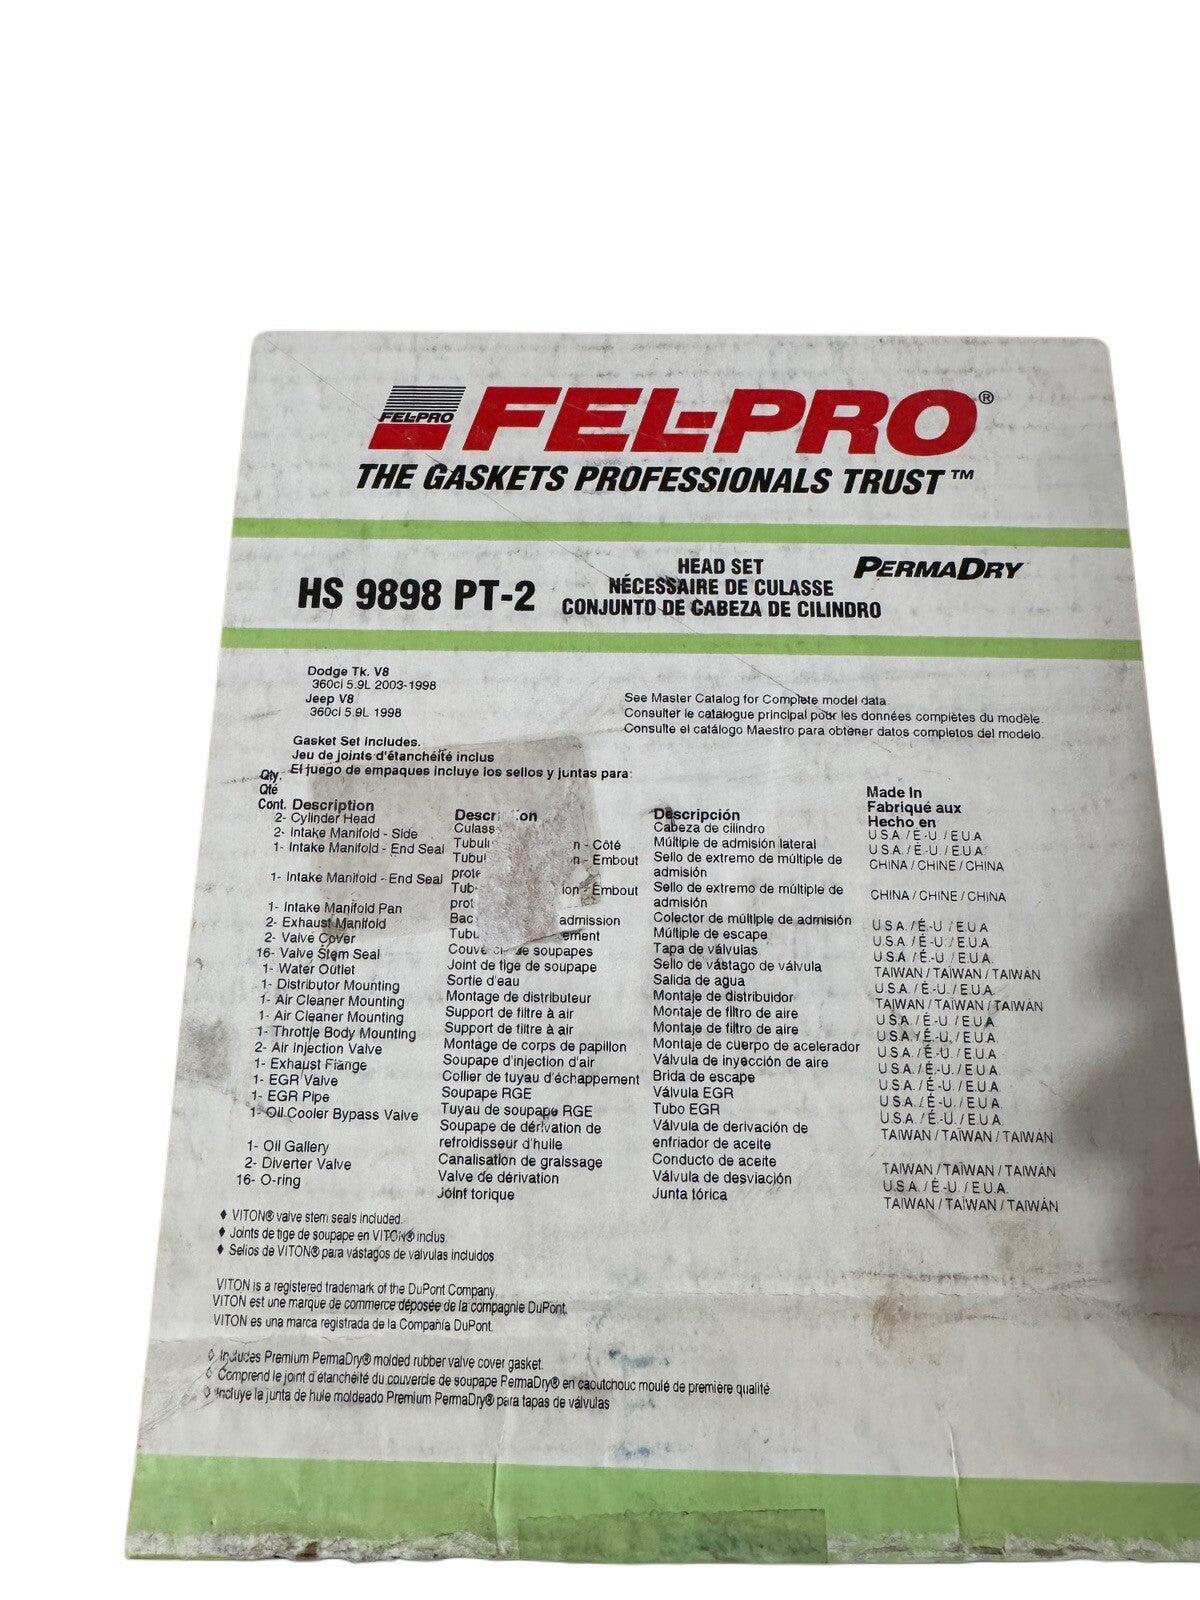 FEL-PRO FEL-PRO®
THE GASKETS PROFESSIONALS TRUST™
HS 9898 PT-2
HEAD SET
NÉCESSAIRE DE CULASSE
CONJUNTO DE CABEZA DE CILINDRO
PERMADRY
Dodge Tk. V8
360ci 5.9L 2003-1998
Jeep V8
360ci 5.9L 1998
See Master Catalog for Complete model data.
Consulter le catalogue principal pour les données complètes du modèle.
Consulte el catálogo Maestro para obtener datos completos del modelo.
Gasket Set Includes.
Jeu de joints d'étanchéité inclus
El juego de empaques incluye los sellos y juntas para:
Qty.
Qté
Cont. Description
2- Cylinder Head
2- Intake Manifold - Side
1- Intake Manifold - End Seal
1- Intake Manifold - End Seal
1- Intake Manifold Pan
2- Exhaust Manifold
2- Valve Cover
16- Valve Stem Seal
1- Water Outlet
1- Distributor Mounting
1- Air Cleaner Mounting
1- Air Cleaner Mounting
1- Throttle Body Mounting
2- Air Injection Valve
1- Exhaust Flange
1- EGR Valve
1- EGR Pipe
1- Oil Cooler Bypass Valve
1- Oil Gallery
2- Diverter Valve
16- O-ring
- Côté
- Embout
- Embout
admission
de soupapes
Joint de tige de soupape
Sortie d'eau
Montage de distributeur
Support de filtre à air
Support de filtre à air
Montage de corps de papillon
Soupape d'injection d'air
Collier de tuyau d'échappement
Soupape RGE
Tuyau de soupape RGE
Soupape de dérivation de
refroidisseur d'huile
Canalisation de graissage
Valve de dérivation
Joint torique
Descripción
Cabeza de cilindro
Múltiple de admisión lateral
Sello de extremo de múltiple de
admisión
Sello de extremo de múltiple de
admisión
Colector de múltiple de admisión
Múltiple de escape
Tapa de válvulas
Sello de vástago de válvula
Salida de agua
Montaje de distribuidor
Montaje de filtro de aire
Montaje de filtro de aire
Montaje de cuerpo de acelerador
Válvula de inyección de aire
Brida de escape
Válvula EGR
Tubo EGR
Válvula de derivación de
enfriador de aceite
Conducto de aceite
Válvula de desviación
Junta tórica
Made In
Fabriqué aux
Hecho en
U.S.A. / É.-U. / E.U.A.
U.S.A. / É.-U. / E.U.A.
CHINA / CHINE / CHINA
CHINA / CHINE / CHINA
U.S.A. / É.-U. / E.U.A.
U.S.A. / É.-U. / E.U.A.
U.S.A. / É.-U. / E.U.A.
TAIWAN / TAÏWAN / TAIWÁN
U.S.A. / É.-U. / E.U.A.
TAIWAN / TAÏWAN / TAIWÁN
U.S.A. / É.-U. / E.U.A.
U.S.A. / É.-U. / E.U.A.
U.S.A. / É.-U. / E.U.A.
U.S.A. / É.-U. / E.U.A.
U.S.A. / É.-U. / E.U.A.
U.S.A. / É.-U. / E.U.A.
U.S.A. / É.-U. / E.U.A.
TAIWAN / TAÏWAN / TAIWÁN
TAIWAN / TAÏWAN / TAIWÁN
U.S.A. / É.-U. / E.U.A.
TAIWAN / TAÏWAN / TAIWÁN
♦ VITON® valve stem seals included.
♦ Joints de tige de soupape en VITON® inclus.
♦ Sellos de VITON® para vástagos de válvulas incluidos.
VITON is a registered trademark of the DuPont Company.
VITON est une marque de commerce déposée de la compagnie DuPont.
VITON es una marca registrada de la Compañía DuPont.
◊ Includes Premium PermaDry® molded rubber valve cover gasket.
◊ Comprend le joint d'étanchéité du couvercle de soupape PermaDry® en caoutchouc moulé de première qualité
◊ Incluye la junta de hule moldeado Premium PermaDry® para tapas de válvulas